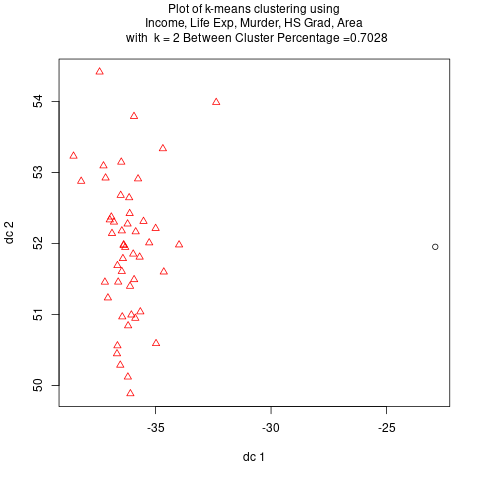 Plot of k-means clustering using
Income, Life Exp, Murder, HS Grad, Area
with k = 2 Between Cluster Percentage =0.7028
54
53
52
51
50
dc 2
-35 -30 -25
dc 1